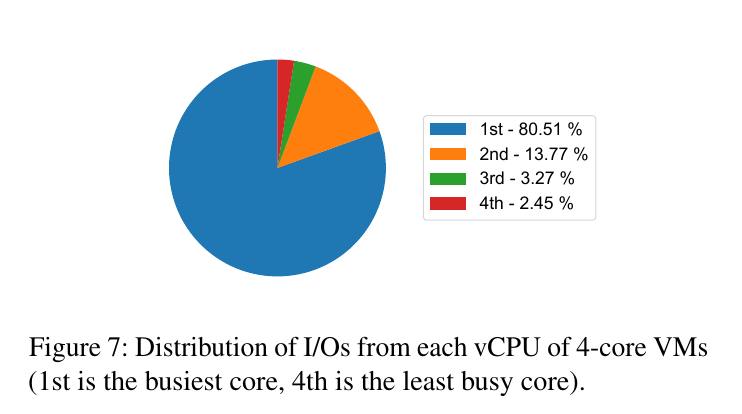 1st - 80.51 %
2nd - 13.77 %
3rd - 3.27 %
4th - 2.45 %
Figure 7: Distribution of I/Os from each vCPU of 4-core VMs
(1st is the busiest core, 4th is the least busy core).